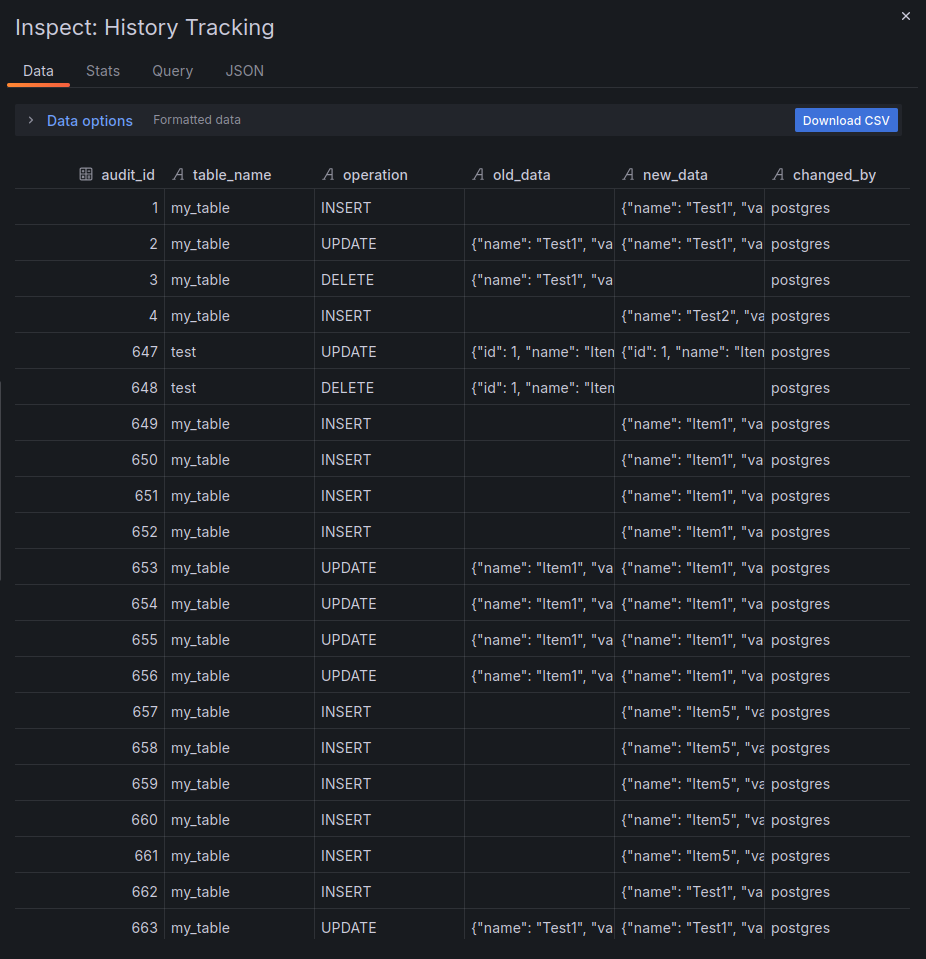 Inspect: History Tracking
Data Stats Query JSON
Data options Formatted data Download CSV
audit_id table_name operation old_data new_data changed_by
1 my_table INSERT {"name": "Test1", "va postgres
2 my_table UPDATE {"name": "Test1", "va {"name": "Test1", "va postgres
3 my_table DELETE {"name": "Test1", "va postgres
4 my_table INSERT {"name": "Test2", "va postgres
647 test UPDATE {"id": 1, "name": "Iten {"id": 1, "name": "Iten postgres
648 test DELETE {"id": 1, "name": "Iten postgres
649 my_table INSERT {"name": "Item1", "va postgres
650 my_table INSERT {"name": "Item1", "va postgres
651 my_table INSERT {"name": "Item1", "va postgres
652 my_table INSERT {"name": "Item1", "va postgres
653 my_table UPDATE {"name": "Item1", "va {"name": "Item1", "va postgres
654 my_table UPDATE {"name": "Item1", "va {"name": "Item1", "va postgres
655 my_table UPDATE {"name": "Item1", "va {"name": "Item1", "va postgres
656 my_table UPDATE {"name": "Item1", "va {"name": "Item1", "va postgres
657 my_table INSERT {"name": "Item5", "va postgres
658 my_table INSERT {"name": "Item5", "va postgres
659 my_table INSERT {"name": "Item5", "va postgres
660 my_table INSERT {"name": "Item5", "va postgres
661 my_table INSERT {"name": "Item5", "va postgres
662 my_table INSERT {"name": "Test1", "va postgres
663 my_table UPDATE {"name": "Test1", "va {"name": "Test1", "va postgres